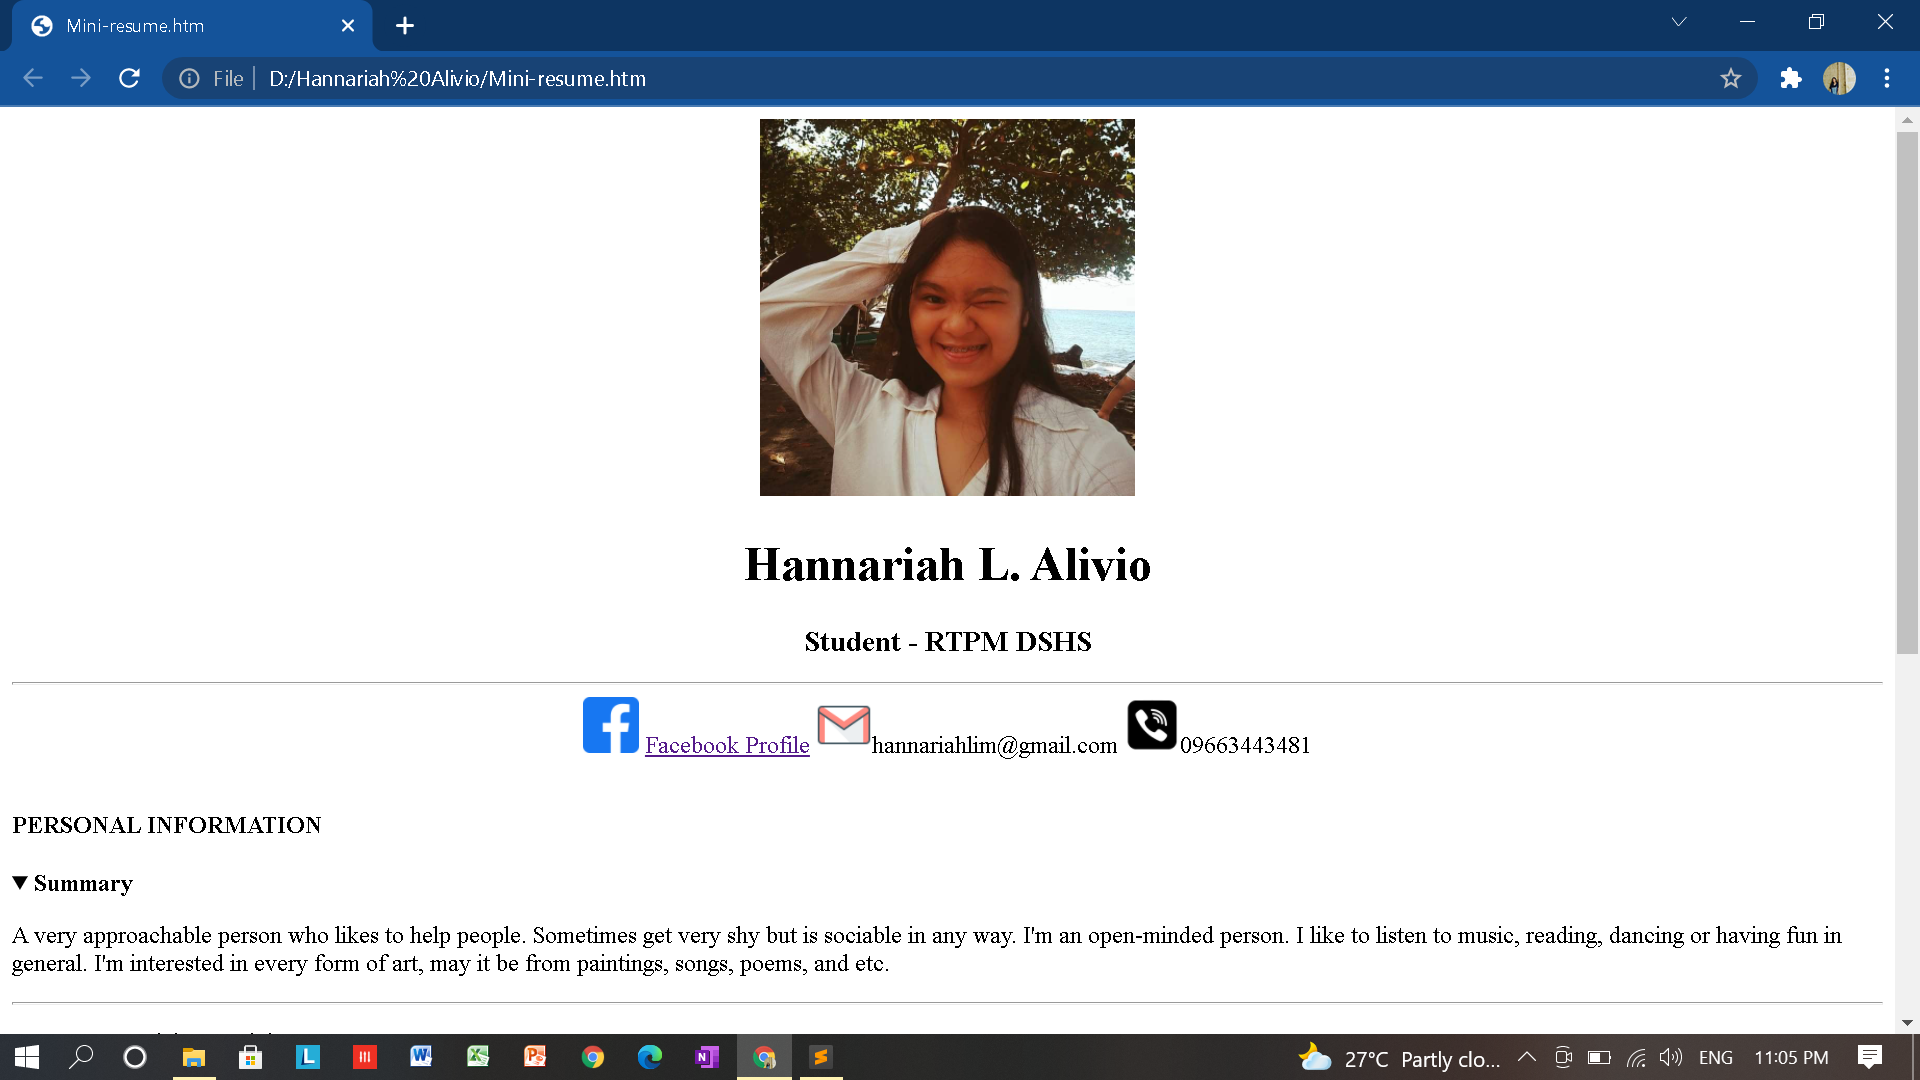 Mini-resume.htm
File D:/Hannariah%20Alivio/Mini-resume.htm
Hannariah L. Alivio
Student - RTPM DSHS
Facebook Profile hannariahlim@gmail.com 09663443481
PERSONAL INFORMATION
Summary
A very approachable person who likes to help people. Sometimes get very shy but is sociable in any way. I'm an open-minded person. I like to listen to music, reading, dancing or having fun in
general. I'm interested in every form of art, may it be from paintings, songs, poems, and etc.
27°C Partly clo... ENG 11:05 PM